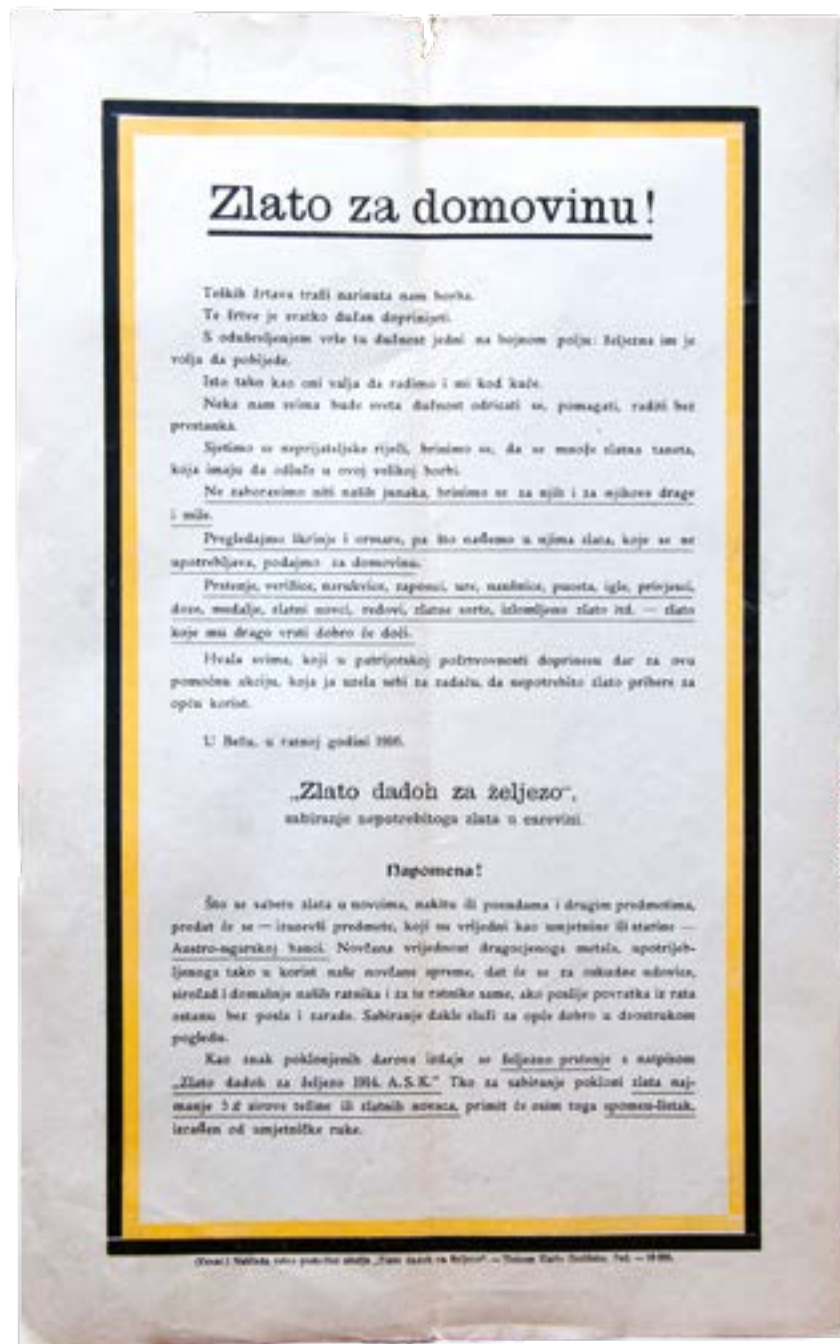 Zlato za domovinu!
Teških žrtava traži narinuta nam borba.
Te žrtve je svatko dužan doprinijeti.
S oduševljenjem vrše tu dužnost jedni na bojnom polju: željezna im je
volja da pobijede.
Isto tako kao oni valja da radimo i mi kod kuće.
Neka nam svima bude sveta dužnost odricati se, pomagati, raditi bez
prestanka.
Sjetimo se neprijateljske riječi, brinimo se, da se množe zlatna taneta,
koja imaju da odluče u ovoj velikoj borbi.
Ne zaboravimo niti naših junaka, brinimo se za njih i za njihove drage
i mile.
Pregledajmo škrinje i ormare, pa što nađemo u njima zlata, koje se ne
upotrebljava, podajmo za domovinu.
Prstenje, verižice, narukvice, zaponci, ure, naušnice, puceta, igle, privjesci,
doze, medalje, zlatni novci, redovi, zlatne vrste, izlomljeno zlato itd. — zlato
koje mu drago vrsti dobro će doći.
Hvala svima, koji u patrijotskoj požrtvovnosti doprinesu dar za ovu
pomoćnu akciju, koja je uzela sebi za zadaću, da nepotrebito zlato pribere za
opću korist.
U Beču, u ratnoj godini 1916.
„Zlato dadoh za željezo“,
sabiranje nepotrebitoga zlata u carevini.
Napomena!
Što se sabere zlata u novcima, nakitu ili posudama i drugim predmetima,
predat će se — izuzevši predmete, koji su vrijedni kao umjetnine ili starine —
Austro-ugarskoj banci. Novčana vrijednost dragocjenoga metala, upotrijeb-
ljenoga tako u korist naše novčane spreme, dat će se za oskudne udovice,
siročad i domašnje naših ratnika i za te ratnike same, ako poslije povratka iz rata
ostanu bez posla i zarade. Sabiranje dakle služi za opće dobro u dvostrukom
pogledu.
Kao znak poklonjenih darova izdaje se željezno prstenje s natpisom
„Zlato dadoh za željezo 1914. A.S.K.“ Tko za sabiranje pokloni zlata naj-
manje 5 g sirove težine ili zlatnih novaca, primit će osim toga spomen-listak,
izrađen od umjetničke ruke.